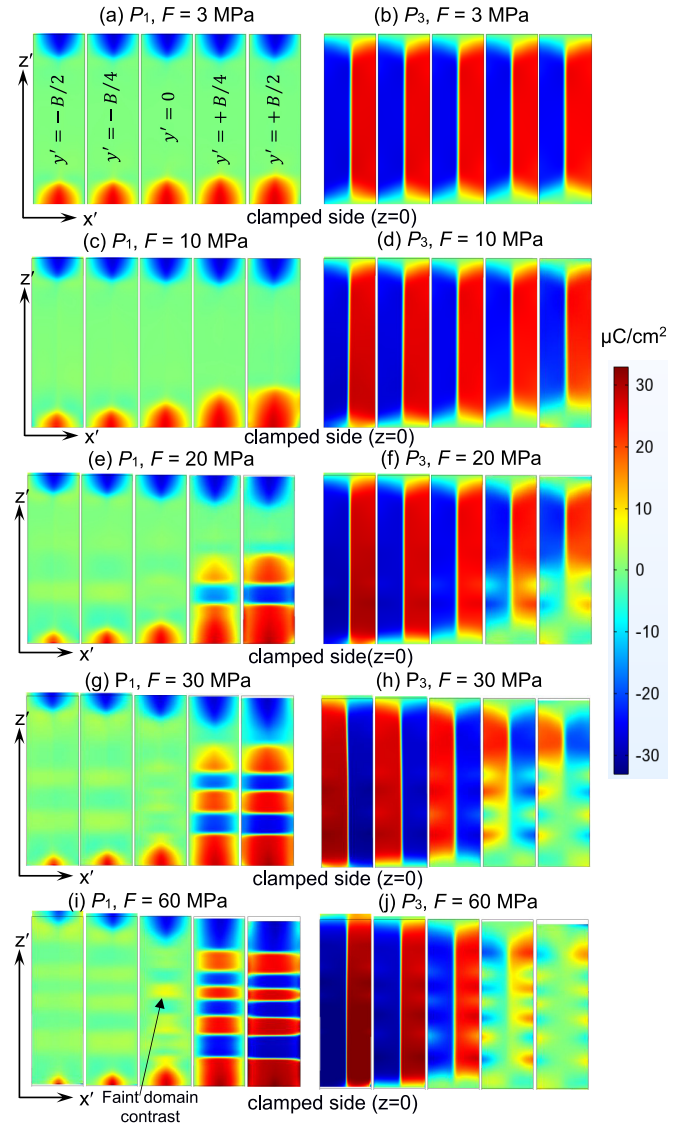 (a) P₁, F = 3 MPa
(b) P₃, F = 3 MPa
z′
y′ = − B/2
y′ = − B/4
y′ = 0
y′ = + B/4
y′ = + B/2
x′
clamped side (z=0)
(c) P₁, F = 10 MPa
(d) P₃, F = 10 MPa
z′
x′
clamped side (z=0)
µC/cm²
30
20
10
0
-10
-20
-30
(e) P₁, F = 20 MPa
(f) P₃, F = 20 MPa
z′
x′
clamped side(z=0)
(g) P₁, F = 30 MPa
(h) P₃, F = 30 MPa
z′
x′
clamped side (z=0)
(i) P₁, F = 60 MPa
(j) P₃, F = 60 MPa
z′
x′
Faint domain
contrast
clamped side (z=0)